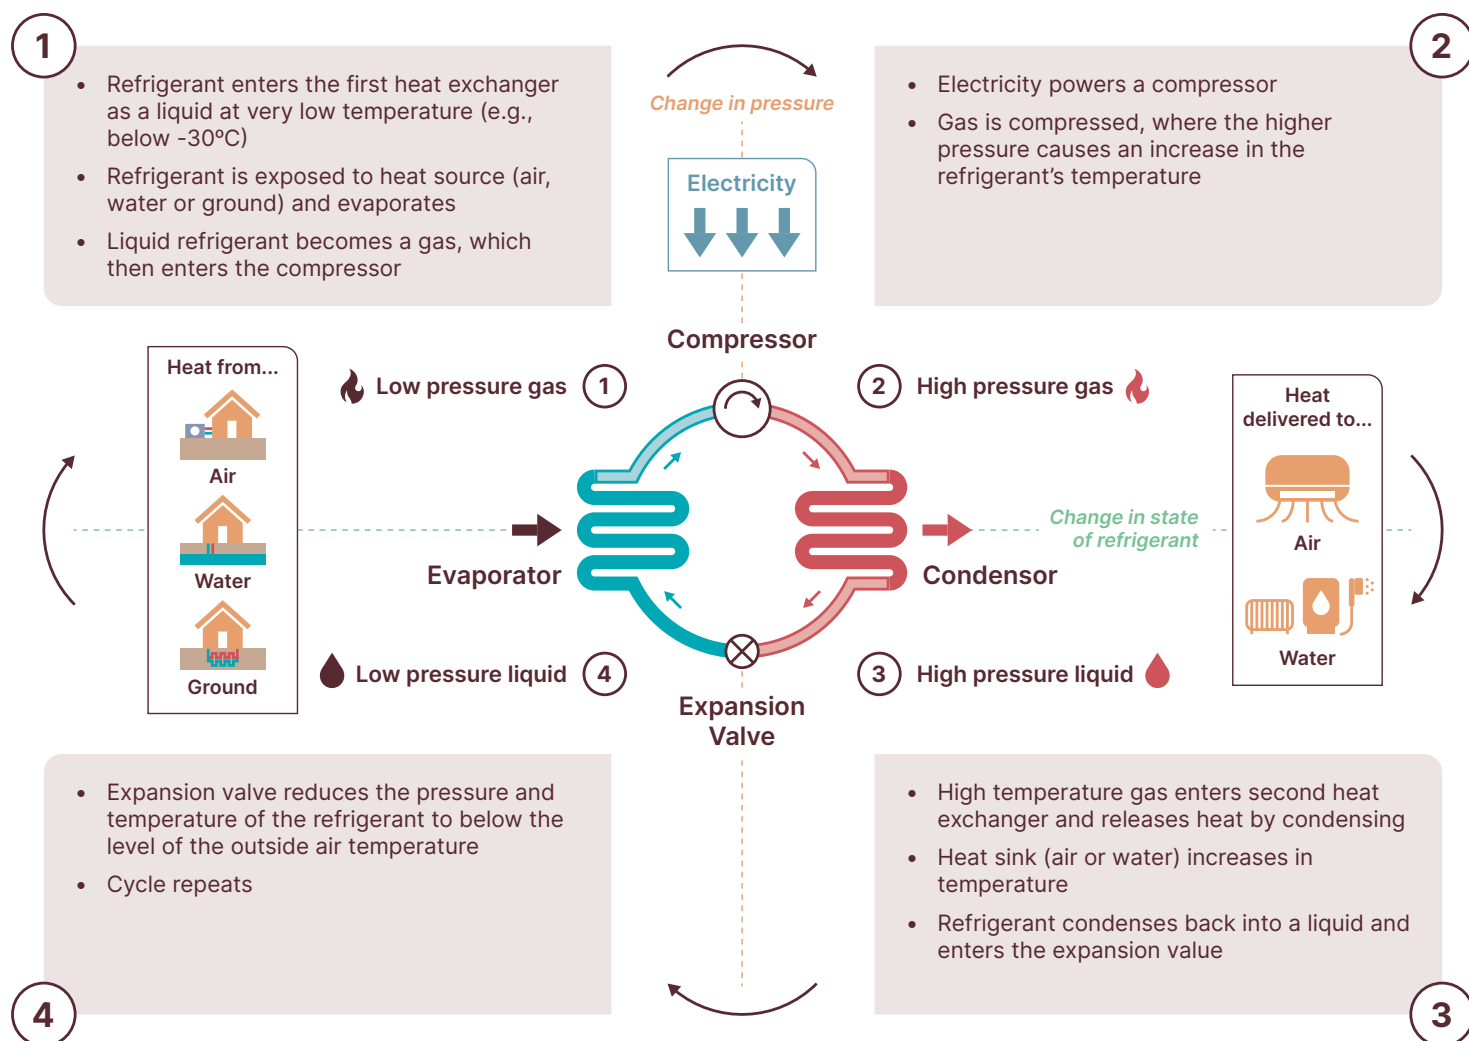 1
• Refrigerant enters the first heat exchanger
as a liquid at very low temperature (e.g.,
below -30ºC)
• Refrigerant is exposed to heat source (air,
water or ground) and evaporates
• Liquid refrigerant becomes a gas, which
then enters the compressor
Change in pressure
Electricity
2
• Electricity powers a compressor
• Gas is compressed, where the higher
pressure causes an increase in the
refrigerant’s temperature
Compressor
Heat from...
Air
Water
Ground
Low pressure gas 1
2 High pressure gas
Evaporator
Condensor
Change in state
of refrigerant
Heat
delivered to...
Air
Water
Low pressure liquid 4
3 High pressure liquid
Expansion
Valve
• Expansion valve reduces the pressure and
temperature of the refrigerant to below the
level of the outside air temperature
• Cycle repeats
4
• High temperature gas enters second heat
exchanger and releases heat by condensing
• Heat sink (air or water) increases in
temperature
• Refrigerant condenses back into a liquid and
enters the expansion value
3